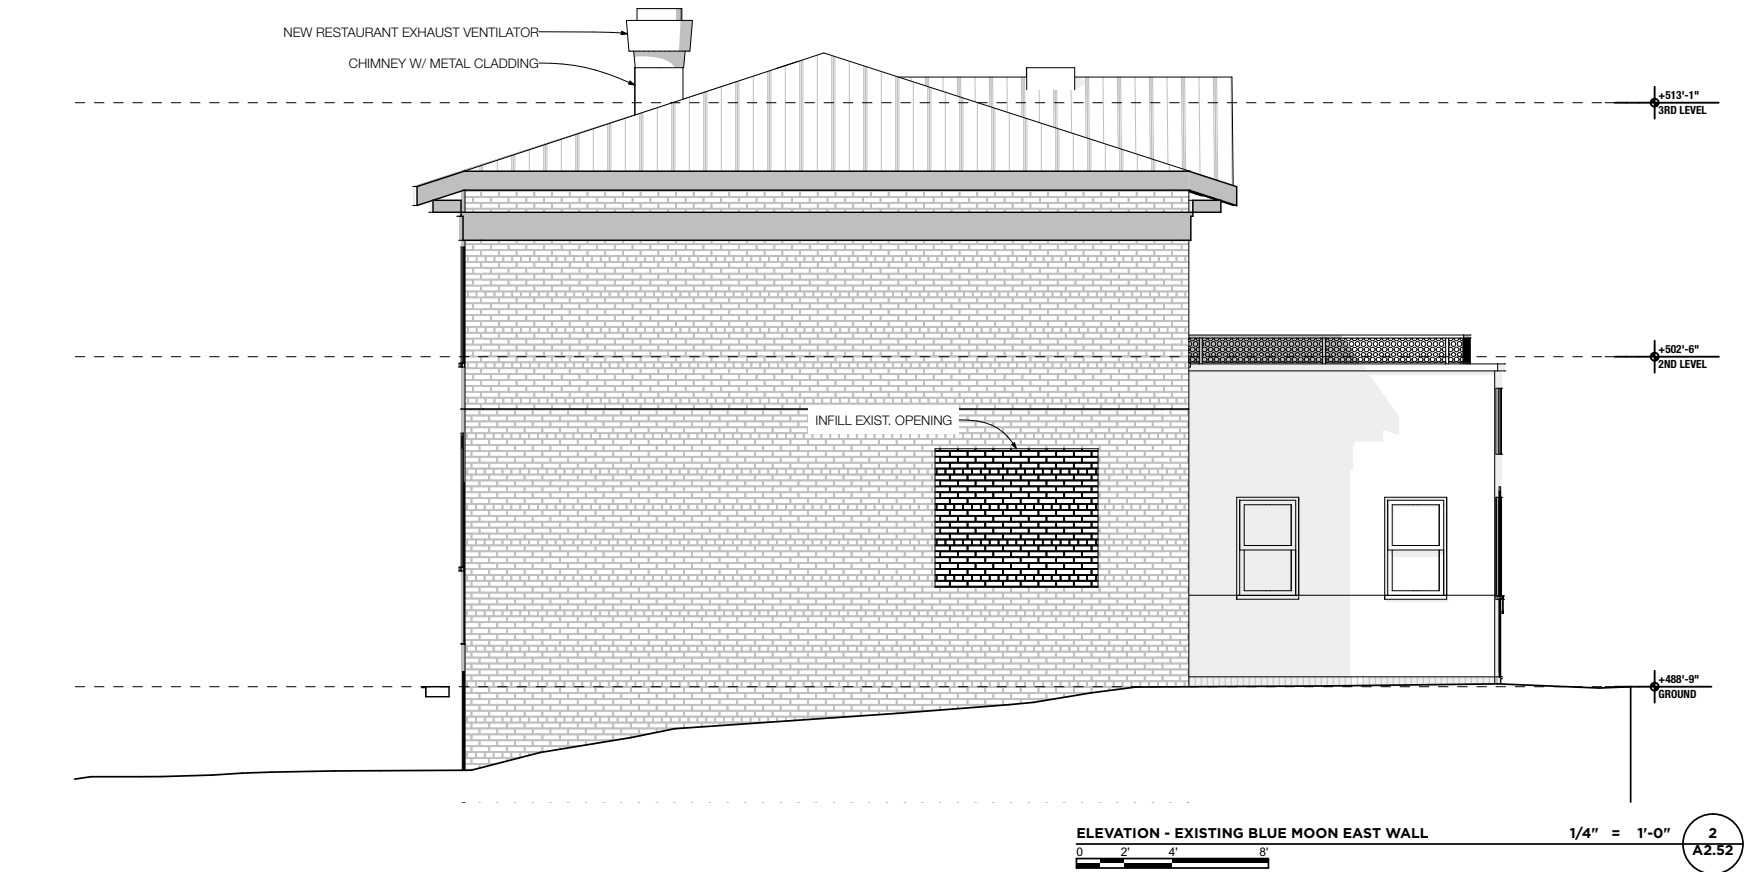 NEW RESTAURANT EXHAUST VENTILATOR
CHIMNEY W/ METAL CLADDING
+513'-1"
3RD LEVEL
+502'-6"
2ND LEVEL
INFILL EXIST. OPENING
+488'-9"
GROUND
ELEVATION - EXISTING BLUE MOON EAST WALL 1/4" = 1'-0" 2
0 2' 4' 8' A2.52